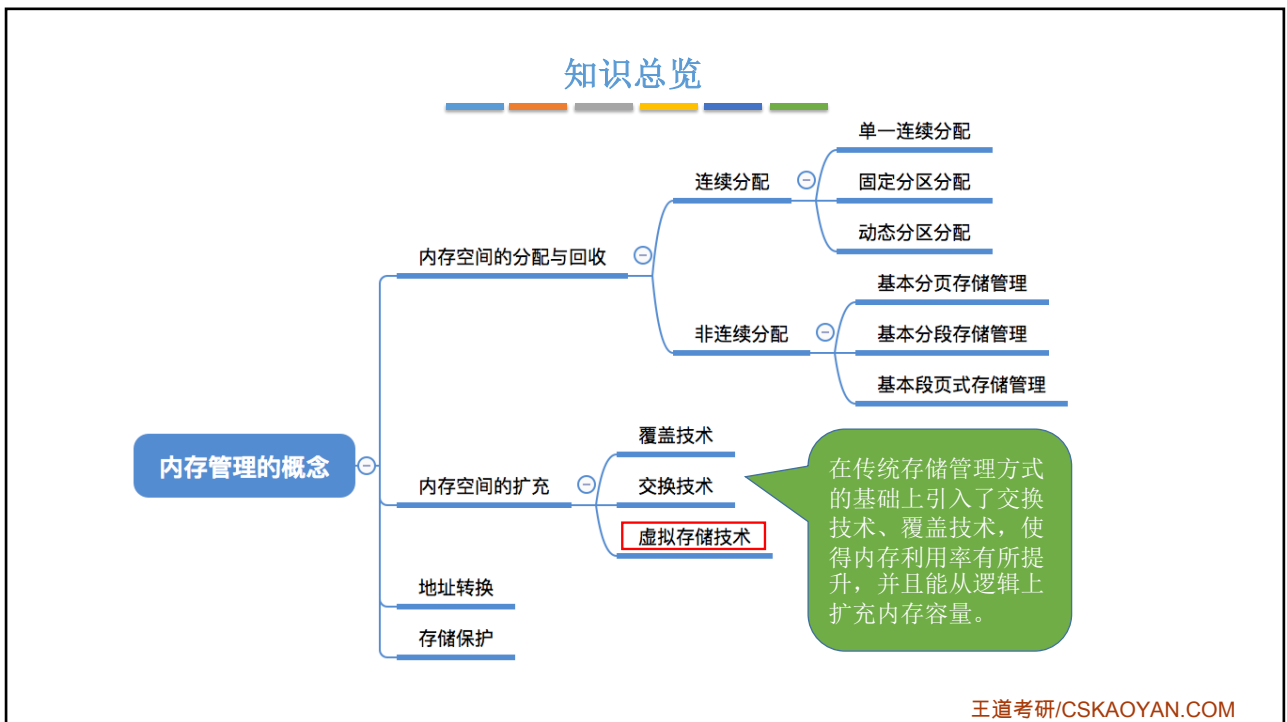 知识总览
单一连续分配
连续分配
固定分区分配
动态分区分配
内存空间的分配与回收
基本分页存储管理
非连续分配
基本分段存储管理
基本段页式存储管理
内存管理的概念
覆盖技术
内存空间的扩充
交换技术
虚拟存储技术
在传统存储管理方式
的基础上引入了交换
技术、覆盖技术，使
得内存利用率有所提
升，并且能从逻辑上
扩充内存容量。
地址转换
存储保护
王道考研/CSKAOYAN.COM